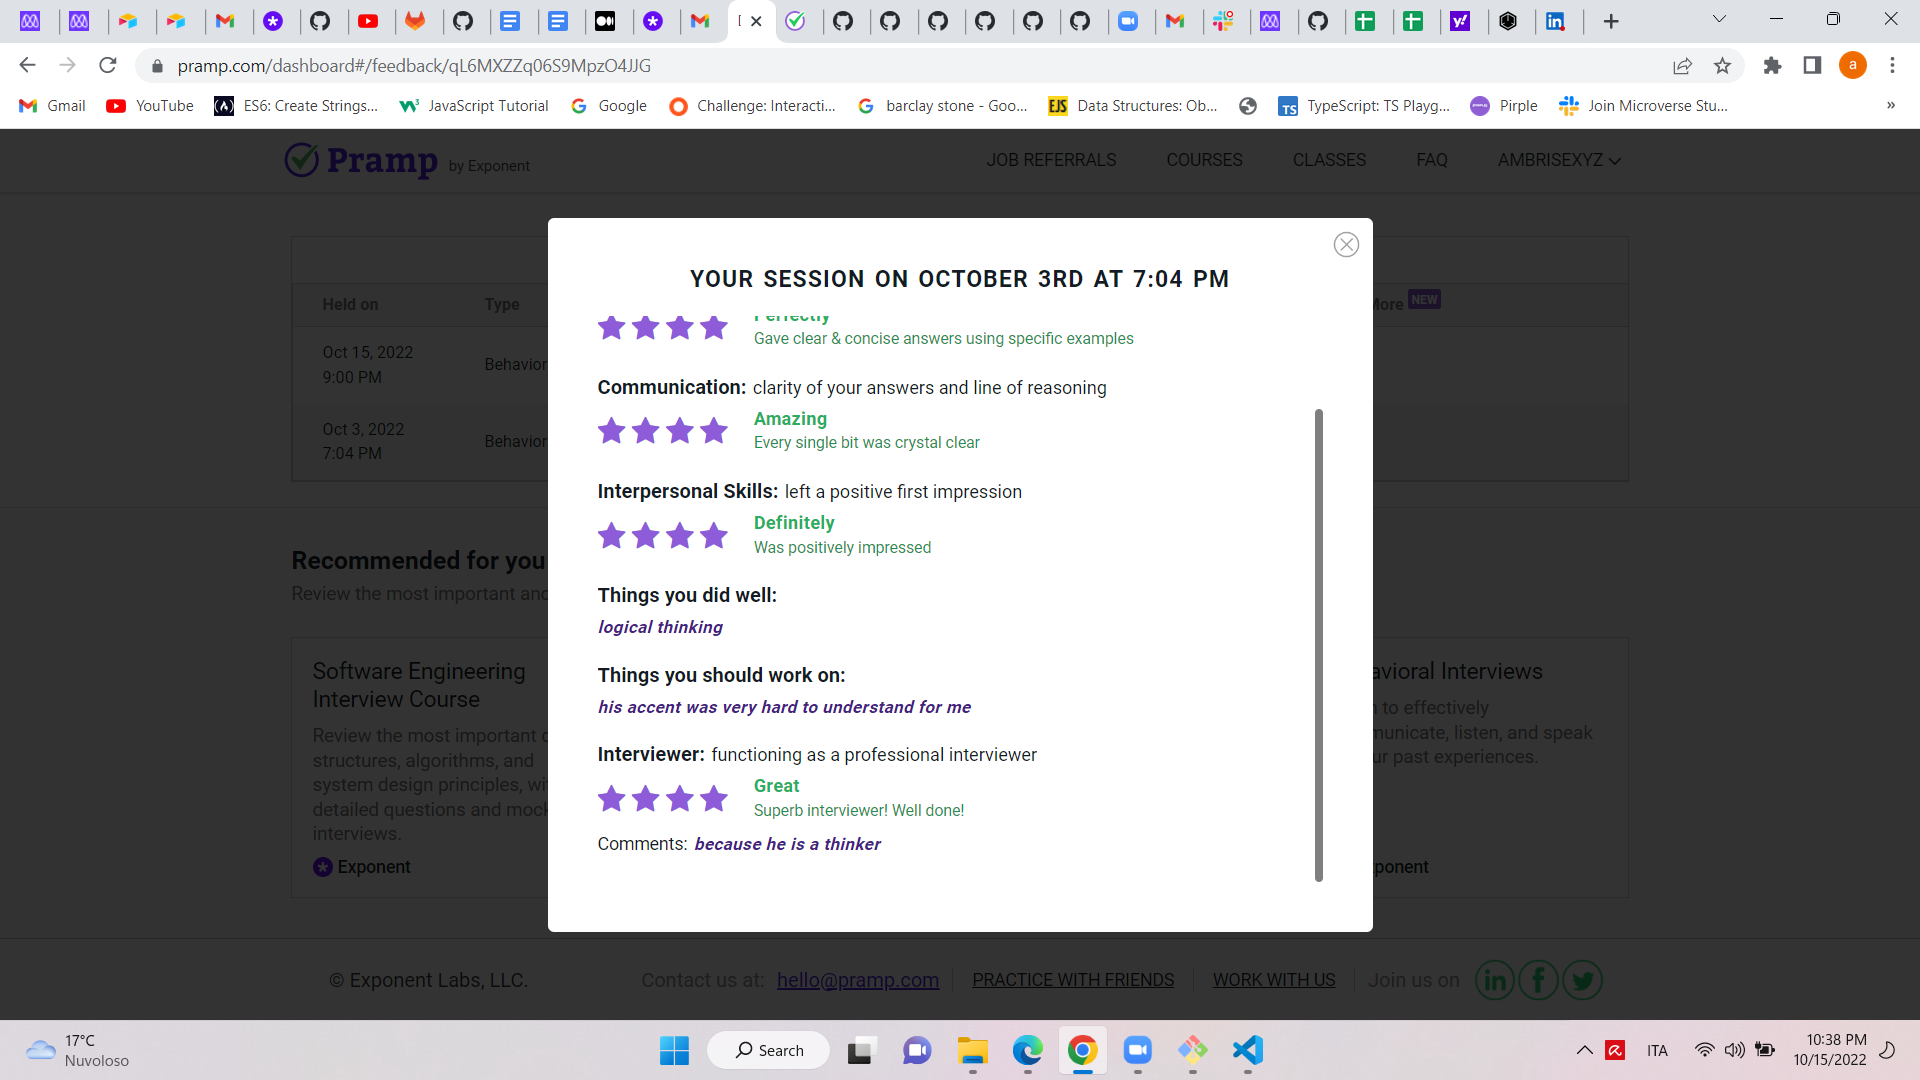 pramp.com/dashboard#/feedback/qL6MXZZq06S9MpzO4JJG
a
Gmail
YouTube
ES6: Create Strings...
JavaScript Tutorial
Google
Challenge: Interacti...
barclay stone - Goo...
Data Structures: Ob...
TypeScript: TS Playg...
Pirple
Join Microverse Stu...
»
Pramp by Exponent
JOB REFERRALS
COURSES
CLASSES
FAQ
AMBRISEXYZ
YOUR SESSION ON OCTOBER 3RD AT 7:04 PM
Held on
Type
More NEW
Oct 15, 2022
9:00 PM
Behavior
Oct 3, 2022
7:04 PM
Behavior
Perfectly
Gave clear & concise answers using specific examples
Communication: clarity of your answers and line of reasoning
Amazing
Every single bit was crystal clear
Interpersonal Skills: left a positive first impression
Definitely
Was positively impressed
Things you did well:
logical thinking
Things you should work on:
his accent was very hard to understand for me
Interviewer: functioning as a professional interviewer
Great
Superb interviewer! Well done!
Comments: because he is a thinker
Recommended for you
Review the most important and
Software Engineering
Interview Course
Review the most important d
structures, algorithms, and
system design principles, wi
detailed questions and mock
interviews.
Exponent
avioral Interviews
n to effectively
municate, listen, and speak
ur past experiences.
ponent
© Exponent Labs, LLC.
Contact us at: hello@pramp.com
PRACTICE WITH FRIENDS
WORK WITH US
Join us on
17°C
Nuvoloso
Search
ITA
10:38 PM
10/15/2022